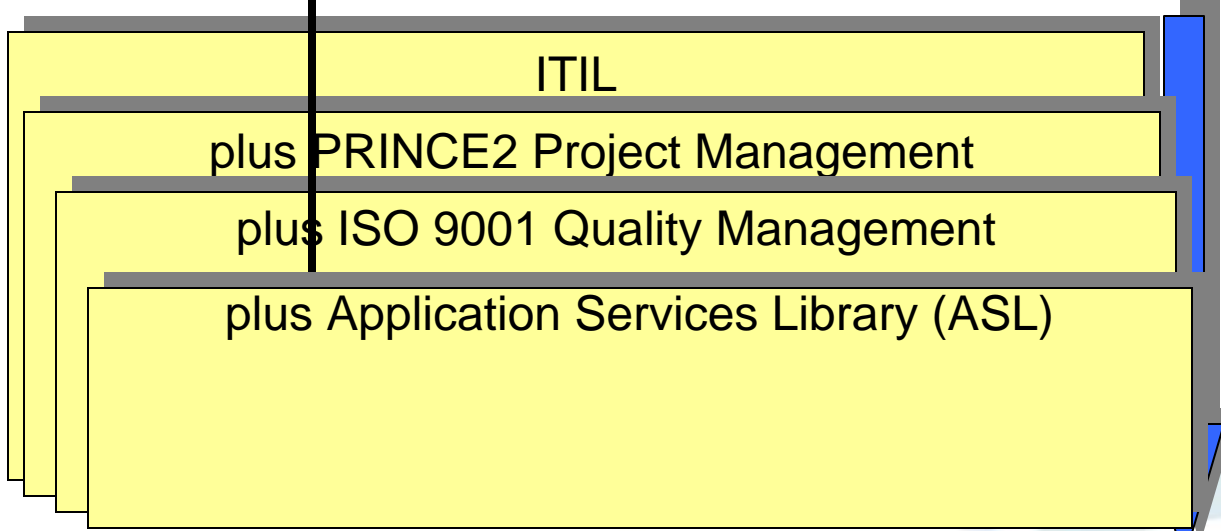 ITIL
plus PRINCE2 Project Management
plus ISO 9001 Quality Management
plus Application Services Library (ASL)